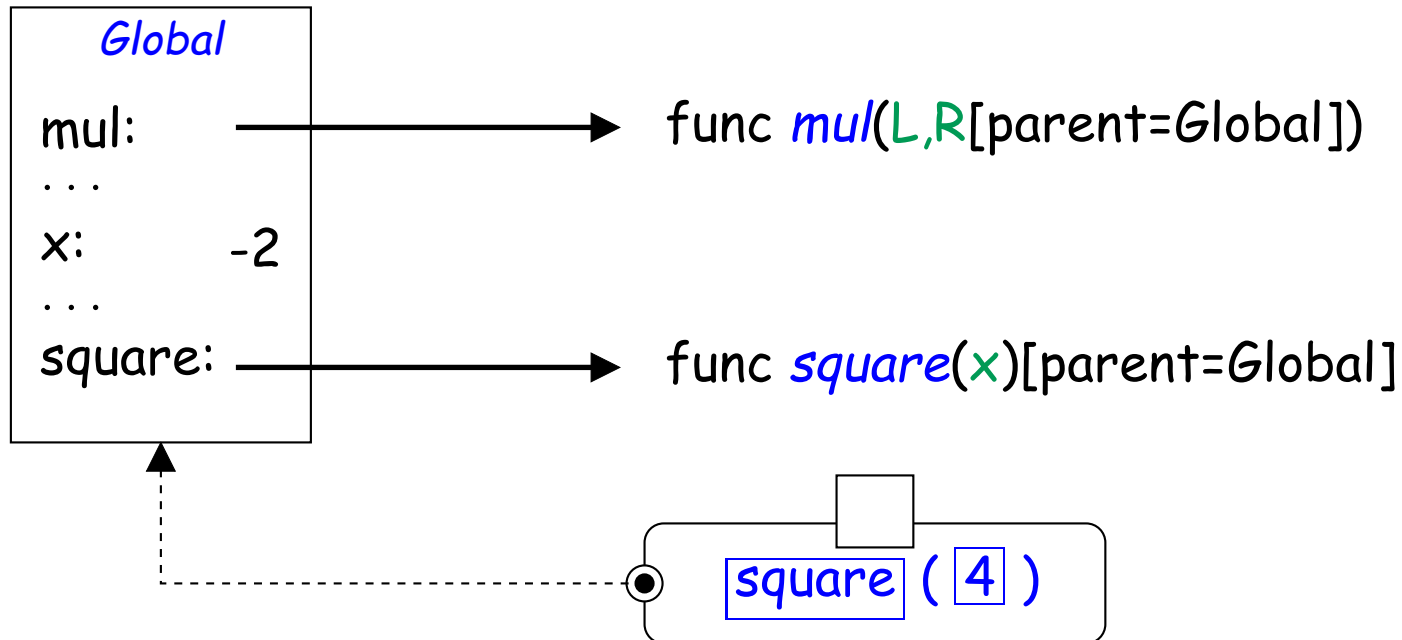 Global
mul: func mul(L,R[parent=Global])
. . .
x: -2
. . .
square: func square(x)[parent=Global]
square ( 4 )